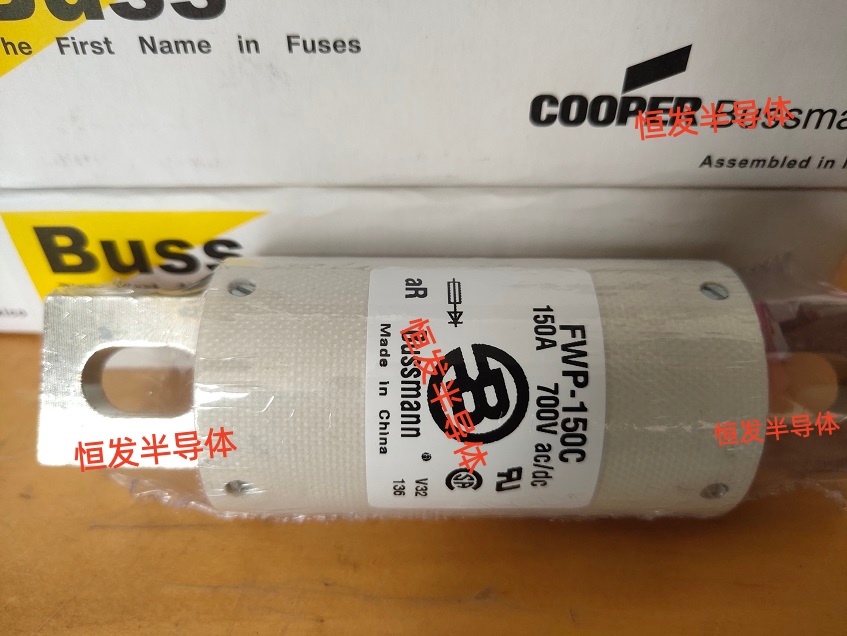 Buss
he First Name in Fuses
COOPER Bussma
恒发半导体
Assembled in
Buss
xico
FWP-150C
150A 700V ac/dc
aR
Bussmann
Made In China
V32
136
恒发半导体
恒发半导体
恒发半导体